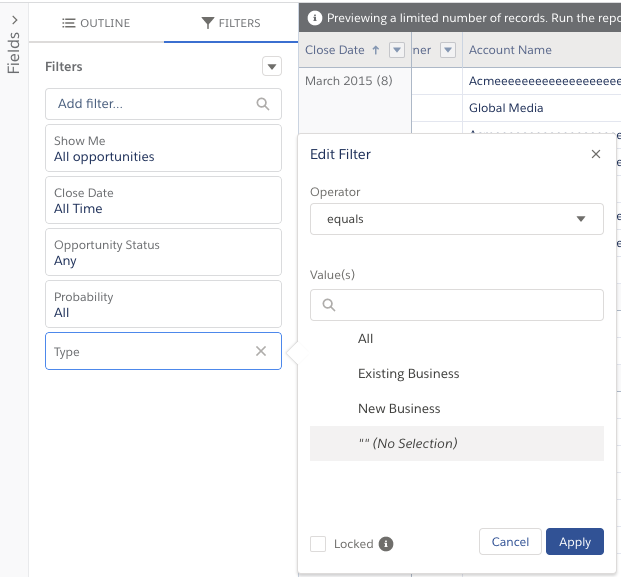 Fields
OUTLINE
FILTERS
Filters
Add filter...
Show Me
All opportunities
Close Date
All Time
Opportunity Status
Any
Probability
All
Type
Previewing a limited number of records. Run the repo
Close Date
ner
Account Name
March 2015 (8)
Acmeeeeeeeeeeeeeeeeeeee
Global Media
Edit Filter
Operator
equals
Value(s)
All
Existing Business
New Business
"" (No Selection)
Locked
Cancel
Apply